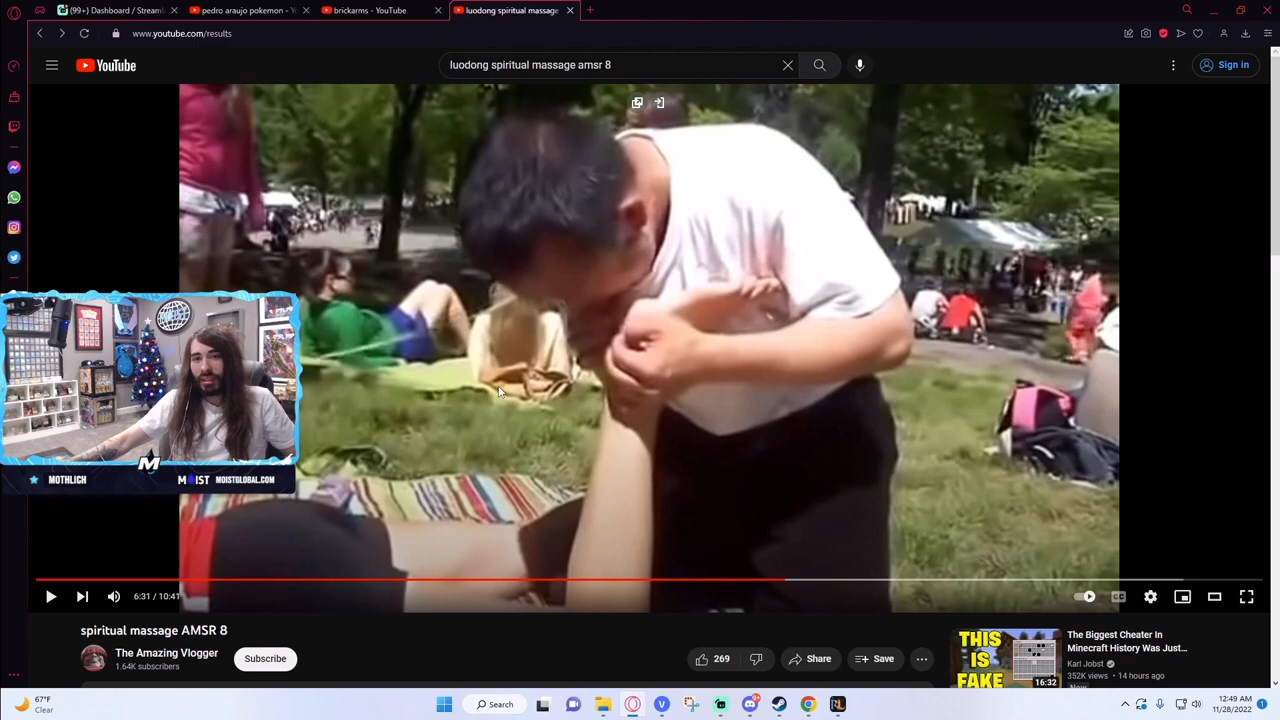 (99+) Dashboard / Streamla
pedro araujo pokemon - Yo
brickarms - YouTube
luodong spiritual massage
www.youtube.com/results
YouTube
luodong spiritual massage amsr 8
Sign in
MOTHLICH
MOIST
MOISTGLOBAL.COM
6:31 / 10:41
spiritual massage AMSR 8
The Amazing Vlogger
1.64K subscribers
Subscribe
269
Share
Save
THIS
IS
FAKE
16:32
The Biggest Cheater In
Minecraft History Was Just...
Karl Jobst
352K views • 14 hours ago
New
67°F
Clear
Search
12:49 AM
11/28/2022